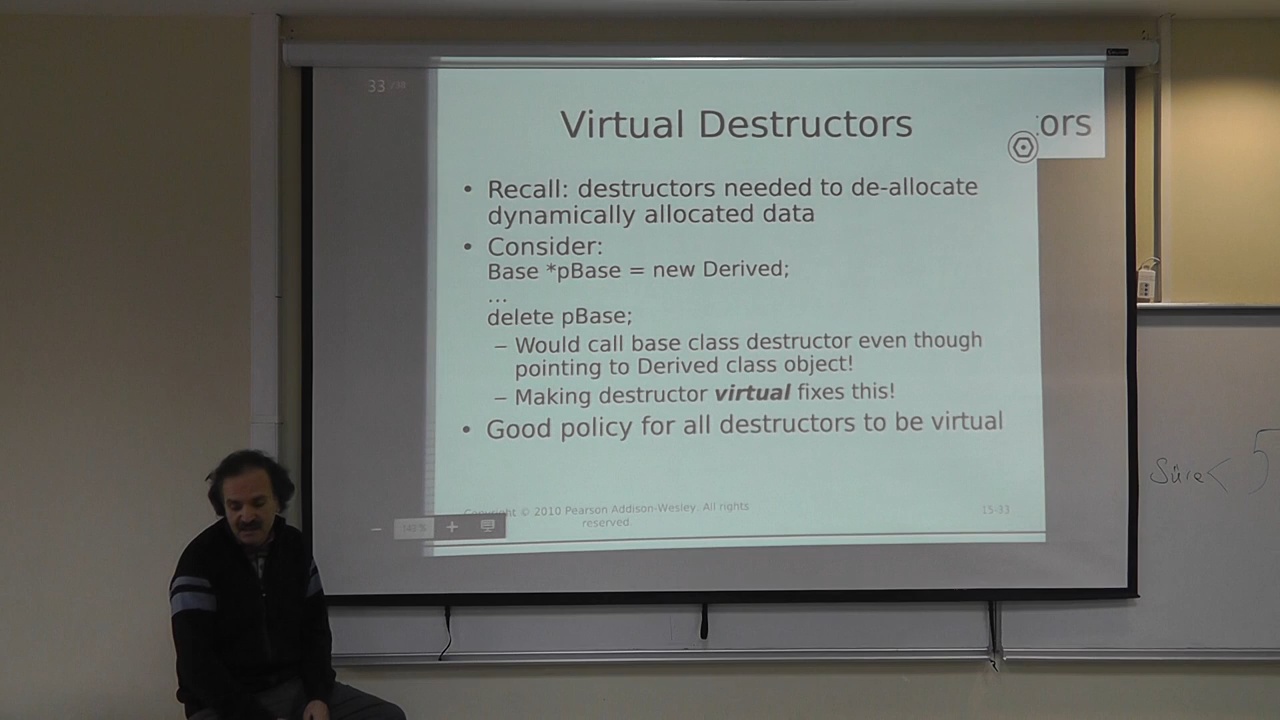 33 / 38
Virtual Destructors
ors
• Recall: destructors needed to de-allocate
dynamically allocated data
• Consider:
Base *pBase = new Derived;
…
delete pBase;
– Would call base class destructor even though
pointing to Derived class object!
– Making destructor virtual fixes this!
• Good policy for all destructors to be virtual
Copyright © 2010 Pearson Addison-Wesley. All rights
reserved.
15-33
Süre < 5